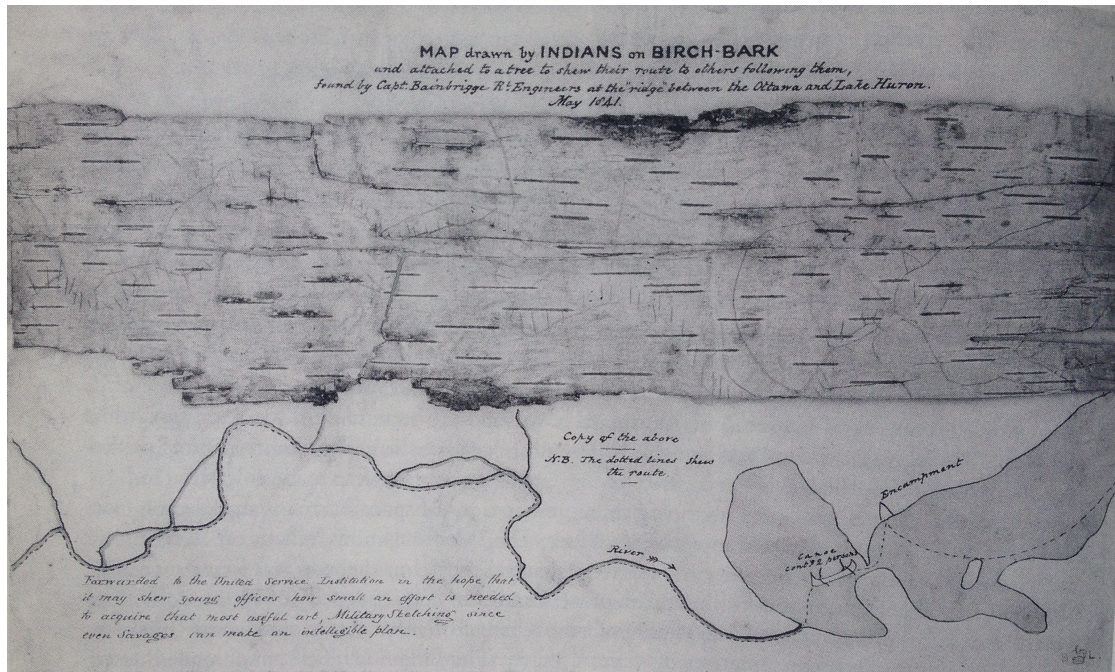 MAP drawn by INDIANS on BIRCH-BARK
and attached to a tree to shew their route to others following them,
found by Capt. Bainbrigge Rl. Engineers at the "ridge" between the Ottawa and Lake Huron.
May 1841.
Copy of the above
N.B. The dotted lines shew
the route.
Encampment
Canoe
contg 2 persons
River
Forwarded to the United Service Institution in the hope that
it may shew young officers how small an effort is needed
to acquire that most useful art, Military Sketching, since
even Savages can make an intelligible plan.